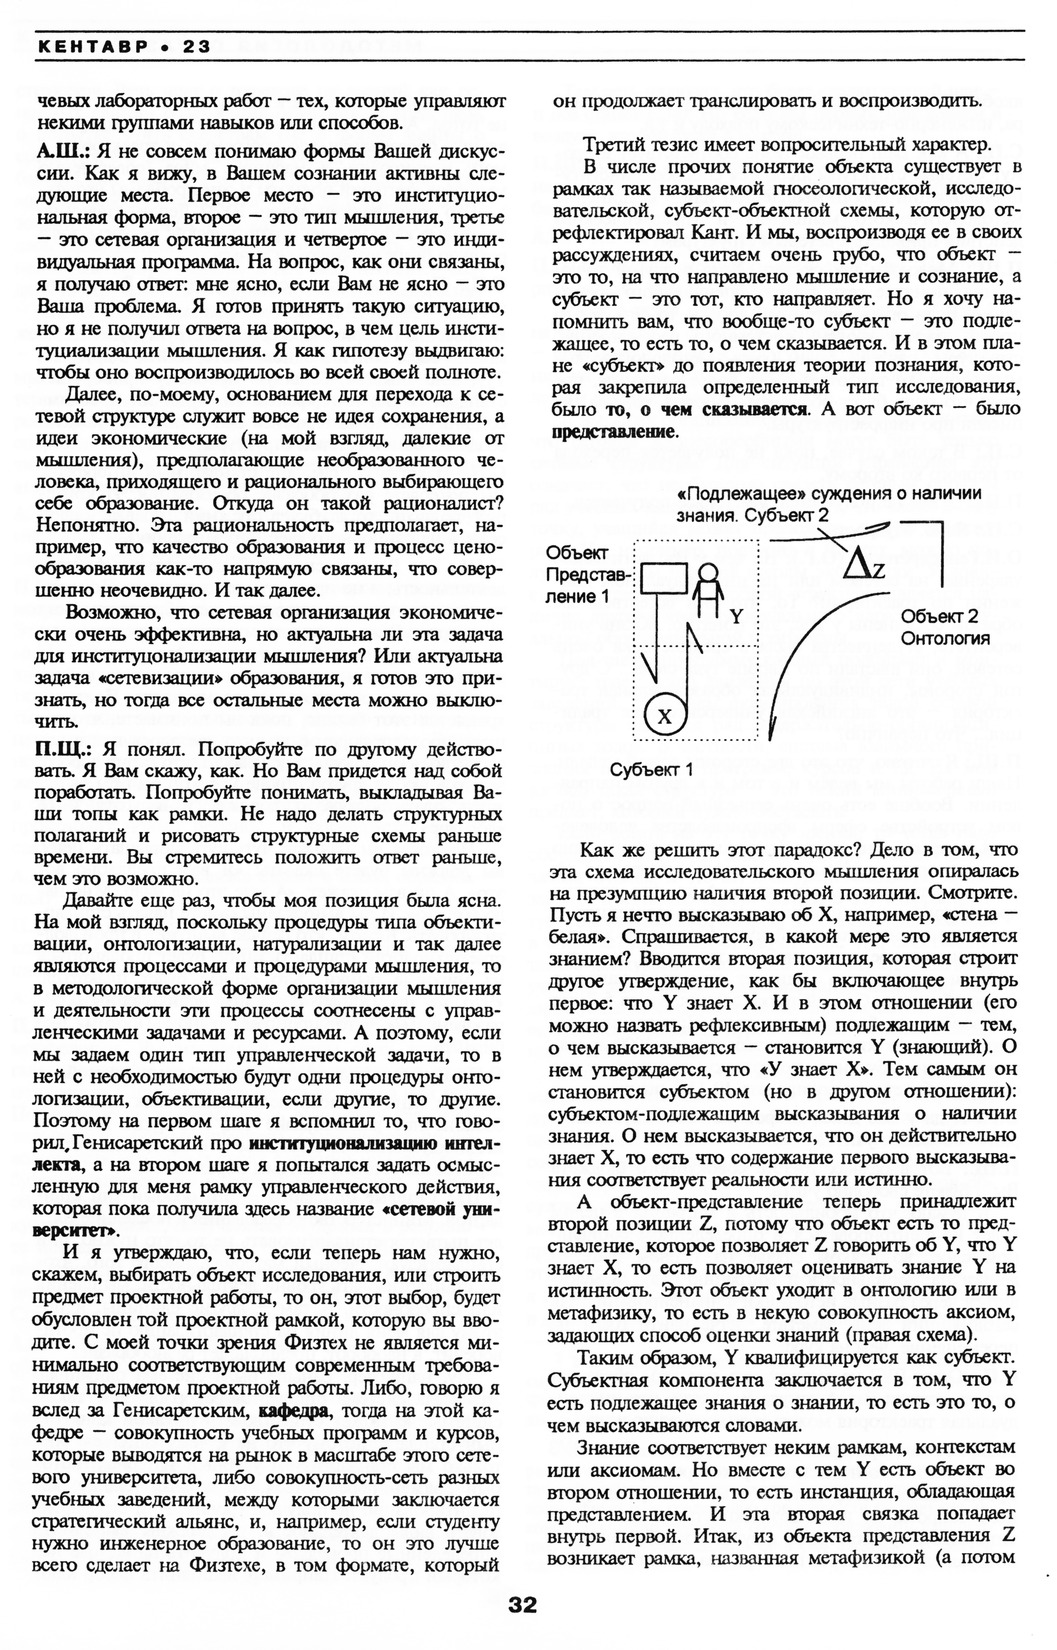 КЕНТАВР • 23
чевых лабораторных работ — тех, которые управляют
некими группами навыков или способов.
А.Ш.: Я не совсем понимаю формы Вашей дискус-
сии. Как я вижу, в Вашем сознании активны сле-
дующие места. Первое место — это институцио-
нальная форма, второе — это тип мышления, третье
— это сетевая организация и четвертое — это инди-
видуальная программа. На вопрос, как они связаны,
я получаю ответ: мне ясно, если Вам не ясно — это
Ваша проблема. Я готов принять такую ситуацию,
но я не получил ответа на вопрос, в чем цель инсти-
туциализации мышления. Я как гипотезу выдвигаю:
чтобы оно воспроизводилось во всей своей полноте.
Далее, по-моему, основанием для перехода к се-
тевой структуре служит вовсе не идея сохранения, а
идеи экономические (на мой взгляд, далекие от
мышления), предполагающие необразованного че-
ловека, приходящего и рационального выбирающего
себе образование. Откуда он такой рационалист?
Непонятно. Эта рациональность предполагает, на-
пример, что качество образования и процесс цено-
образования как-то напрямую связаны, что совер-
шенно неочевидно. И так далее.
Возможно, что сетевая организация экономиче-
ски очень эффективна, но актуальна ли эта задача
для институцонализации мышления? Или актуальна
задача «сетевизации» образования, я готов это при-
знать, но тогда все остальные места можно выклю-
чить.
П.Щ.: Я понял. Попробуйте по другому действо-
вать. Я Вам скажу, как. Но Вам придется над собой
поработать. Попробуйте понимать, выкладывая Ва-
ши топы как рамки. Не надо делать структурных
полаганий и рисовать структурные схемы раньше
времени. Вы стремитесь положить ответ раньше,
чем это возможно.
Давайте еще раз, чтобы моя позиция была ясна.
На мой взгляд, поскольку процедуры типа объекти-
вации, онтологизации, натурализации и так далее
являются процессами и процедурами мышления, то
в методологической форме организации мышления
и деятельности эти процессы соотнесены с управ-
ленческими задачами и ресурсами. А поэтому, если
мы задаем один тип управленческой задачи, то в
ней с необходимостью будут одни процедуры онто-
логизации, объективации, если другие, то другие.
Поэтому на первом шаге я вспомнил то, что гово-
рил, Генисаретский про институционализацию интел-
лекта, а на втором шаге я попытался задать осмыс-
ленную для меня рамку управленческого действия,
которая пока получила здесь название «сетевой уни-
верситет».
И я утверждаю, что, если теперь нам нужно,
скажем, выбирать объект исследования, или строить
предмет проектной работы, то он, этот выбор, будет
обусловлен той проектной рамкой, которую вы вво-
дите. С моей точки зрения Физтех не является ми-
нимально соответствующим современным требова-
ниям предметом проектной работы. Либо, говорю я
вслед за Генисаретским, кафедра, тогда на этой ка-
федре — совокупность учебных программ и курсов,
которые выводятся на рынок в масштабе этого сете-
вого университета, либо совокупность-сеть разных
учебных заведений, между которыми заключается
стратегический альянс, и, например, если студенту
нужно инженерное образование, то он это лучше
всего сделает на Физтехе, в том формате, который
он продолжает транслировать и воспроизводить.
Третий тезис имеет вопросительный характер.
В числе прочих понятие объекта существует в
рамках так называемой гносеологической, исследо-
вательской, субъект-объектной схемы, которую от-
рефлектировал Кант. И мы, воспроизводя ее в своих
рассуждениях, считаем очень грубо, что объект —
это то, на что направлено мышление и сознание, а
субъект — это тот, кто направляет. Но я хочу на-
помнить вам, что вообще-то субъект — это подле-
жащее, то есть то, о чем сказывается. И в этом пла-
не «субъект» до появления теории познания, кото-
рая закрепила определенный тип исследования,
было то, о чем сказывается. А вот объект — было
представление.
«Подлежащее» суждения о наличии
знания. Субъект 2
Объект
Представ-
ление 1
Y
X
Δz
Объект 2
Онтология
Субъект 1
Как же решить этот парадокс? Дело в том, что
эта схема исследовательского мышления опиралась
на презумпцию наличия второй позиции. Смотрите.
Пусть я нечто высказываю об X, например, «стена —
белая». Спрашивается, в какой мере это является
знанием? Вводится вторая позиция, которая строит
другое утверждение, как бы включающее внутрь
первое: что Y знает X. И в этом отношении (его
можно назвать рефлексивным) подлежащим — тем,
о чем высказывается — становится Y (знающий). О
нем утверждается, что «У знает X». Тем самым он
становится субъектом (но в другом отношении):
субъектом-подлежащим высказывания о наличии
знания. О нем высказывается, что он действительно
знает X, то есть что содержание первого высказыва-
ния соответствует реальности или истинно.
А объект-представление теперь принадлежит
второй позиции Z, потому что объект есть то пред-
ставление, которое позволяет Z говорить об Y, что Y
знает X, то есть позволяет оценивать знание Y на
истинность. Этот объект уходит в онтологию или в
метафизику, то есть в некую совокупность аксиом,
задающих способ оценки знаний (правая схема).
Таким образом, Y квалифицируется как субъект.
Субъектная компонента заключается в том, что Y
есть подлежащее знания о знании, то есть это то, о
чем высказываются словами.
Знание соответствует неким рамкам, контекстам
или аксиомам. Но вместе с тем Y есть объект во
втором отношении, то есть инстанция, обладающая
представлением. И эта вторая связка попадает
внутрь первой. Итак, из объекта представления Z
возникает рамка, названная метафизикой (а потом
32